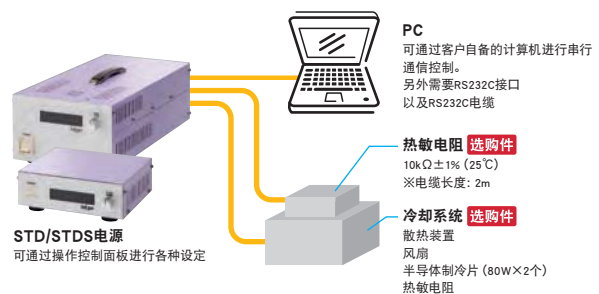 PC
可通过客户自备的计算机进行串行
通信控制。
另外需要RS232C接口
以及RS232C电缆
热敏电阻 选购件
10kΩ±1% (25℃)
※电缆长度: 2m
冷却系统 选购件
散热装置
风扇
半导体制冷片 (80W×2个)
热敏电阻
STD/STDS电源
可通过操作控制面板进行各种设定